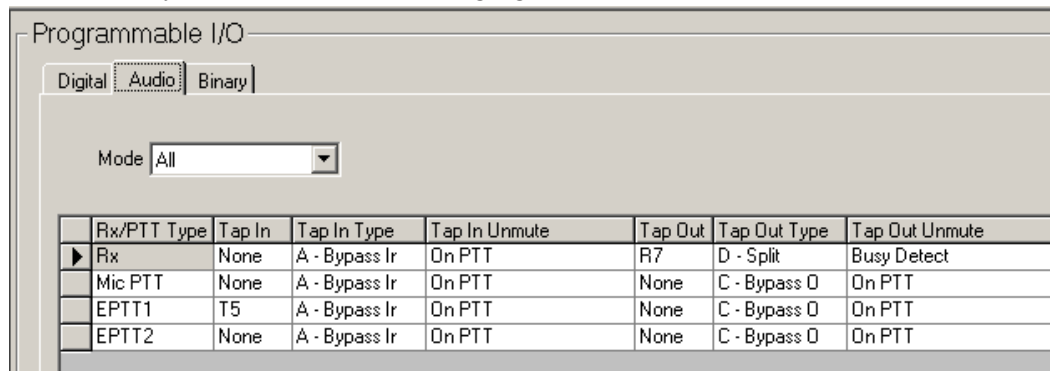 Programmable I/O
Digital Audio Binary
Mode All
Rx/PTT Type Tap In Tap In Type Tap In Unmute Tap Out Tap Out Type Tap Out Unmute
Rx None A - Bypass Ir On PTT R7 D - Split Busy Detect
Mic PTT None A - Bypass Ir On PTT None C - Bypass O On PTT
EPTT1 T5 A - Bypass Ir On PTT None C - Bypass O On PTT
EPTT2 None A - Bypass Ir On PTT None C - Bypass O On PTT